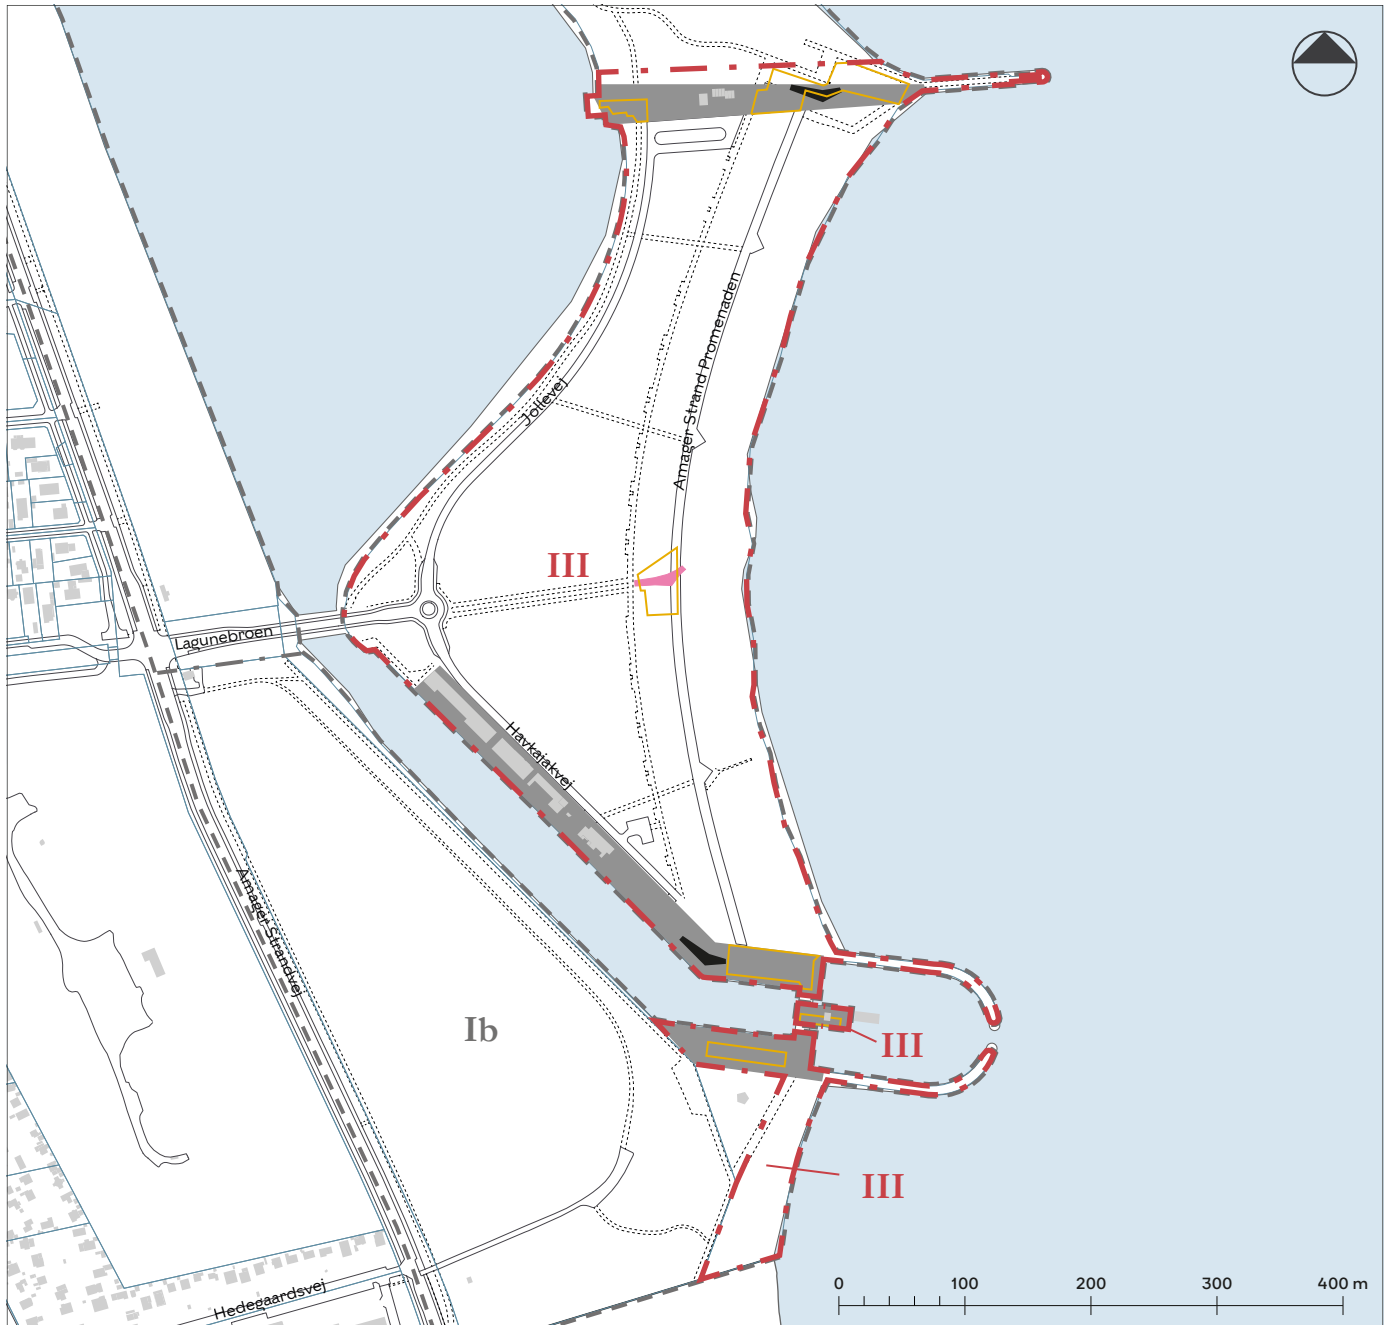 Amager Strand Promenaden
Jollevej
III
Lagunebroen
Havkajakvej
Amager Strandvej
Ib
III
III
Hedegaardsvej
0 100 200 300 400 m